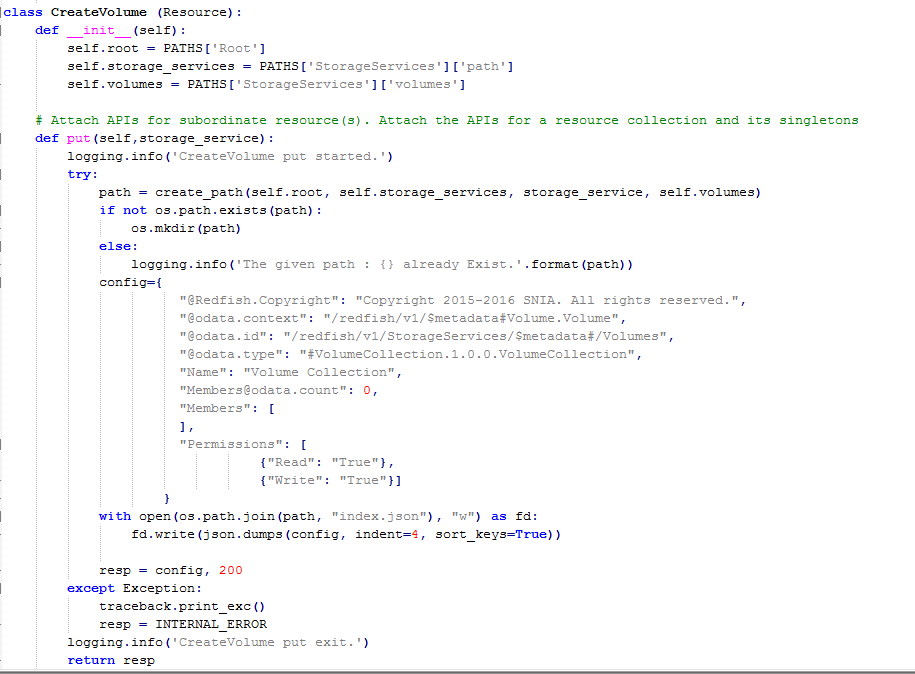 class CreateVolume (Resource):
    def __init__(self):
        self.root = PATHS['Root']
        self.storage_services = PATHS['StorageServices']['path']
        self.volumes = PATHS['StorageServices']['volumes']

    # Attach APIs for subordinate resource(s). Attach the APIs for a resource collection and its singletons
    def put(self,storage_service):
        logging.info('CreateVolume put started.')
        try:
            path = create_path(self.root, self.storage_services, storage_service, self.volumes)
            if not os.path.exists(path):
                os.mkdir(path)
            else:
                logging.info('The given path : {} already Exist.'.format(path))
            config={
                      "@Redfish.Copyright": "Copyright 2015-2016 SNIA. All rights reserved.",
                      "@odata.context": "/redfish/v1/$metadata#Volume.Volume",
                      "@odata.id": "/redfish/v1/StorageServices/$metadata#/Volumes",
                      "@odata.type": "#VolumeCollection.1.0.0.VolumeCollection",
                      "Name": "Volume Collection",
                      "Members@odata.count": 0,
                      "Members": [
                      ],
                      "Permissions": [
                                {"Read": "True"},
                                {"Write": "True"}]
                    }
            with open(os.path.join(path, "index.json"), "w") as fd:
                fd.write(json.dumps(config, indent=4, sort_keys=True))

            resp = config, 200
        except Exception:
            traceback.print_exc()
            resp = INTERNAL_ERROR
        logging.info('CreateVolume put exit.')
        return resp